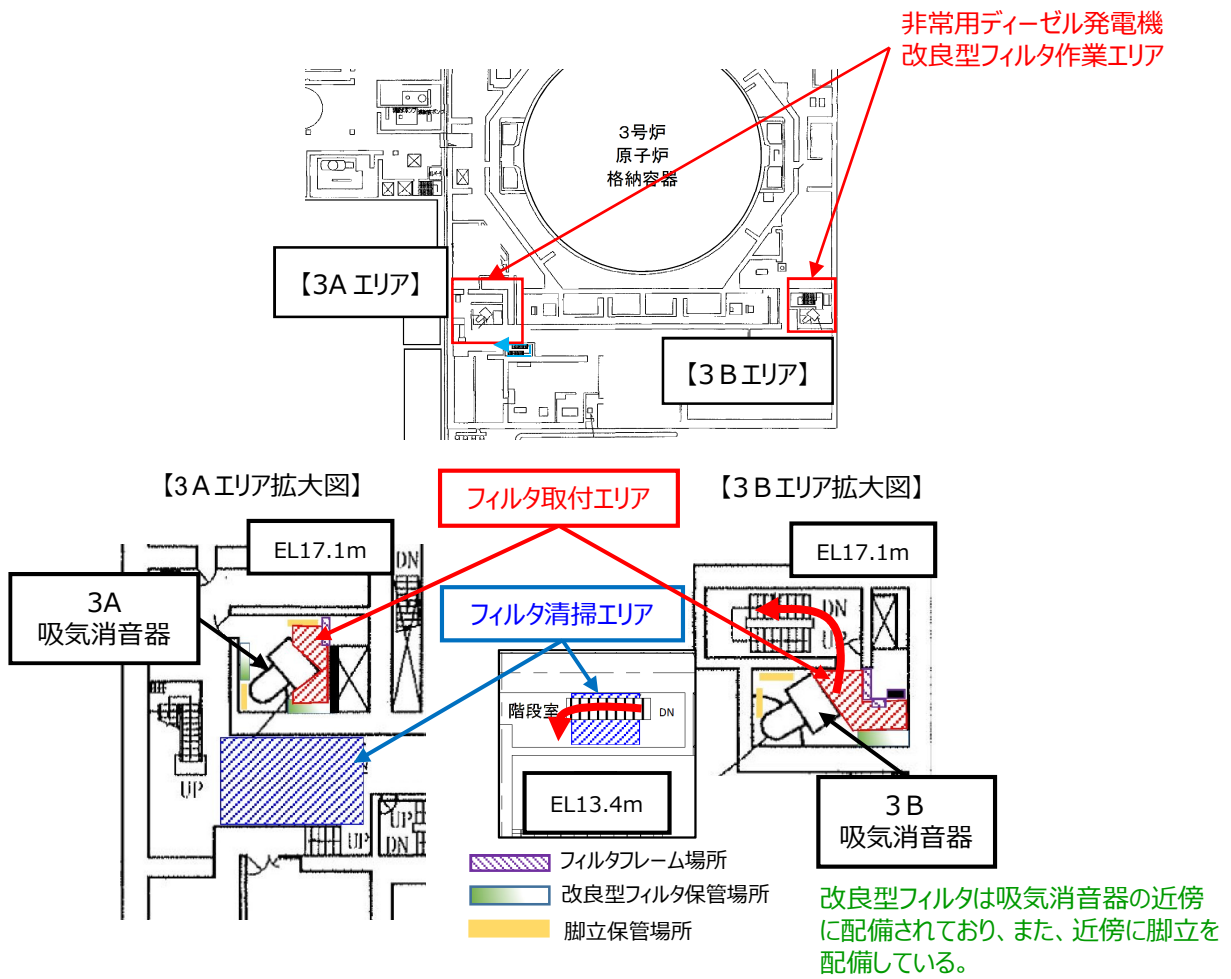 非常用ディーゼル発電機
改良型フィルタ作業エリア
3号炉
原子炉
格納容器
【3A エリア】
【3Bエリア】
【3Aエリア拡大図】
フィルタ取付エリア
【3Bエリア拡大図】
EL17.1m
DN
EL17.1m
3A
吸気消音器
フィルタ清掃エリア
DN
UP
階段室
DN
UP
EL13.4m
UP
UP
DN
3B
吸気消音器
フィルタフレーム場所
改良型フィルタ保管場所
脚立保管場所
改良型フィルタは吸気消音器の近傍
に配備されており、また、近傍に脚立を
配備している。